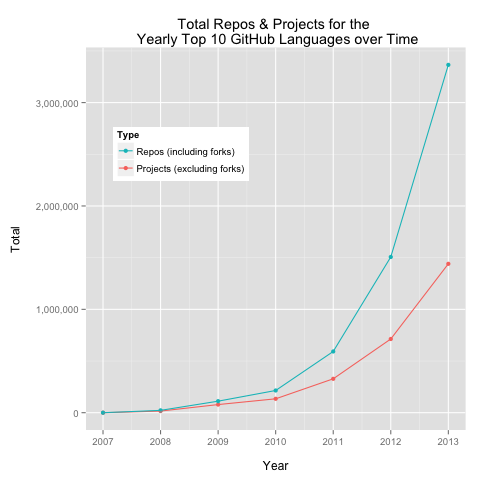 Total Repos & Projects for the
Yearly Top 10 GitHub Languages over Time
3,000,000
Type
Repos (including forks)
Projects (excluding forks)
2,000,000
Total
1,000,000
0
2007 2008 2009 2010 2011 2012 2013
Year